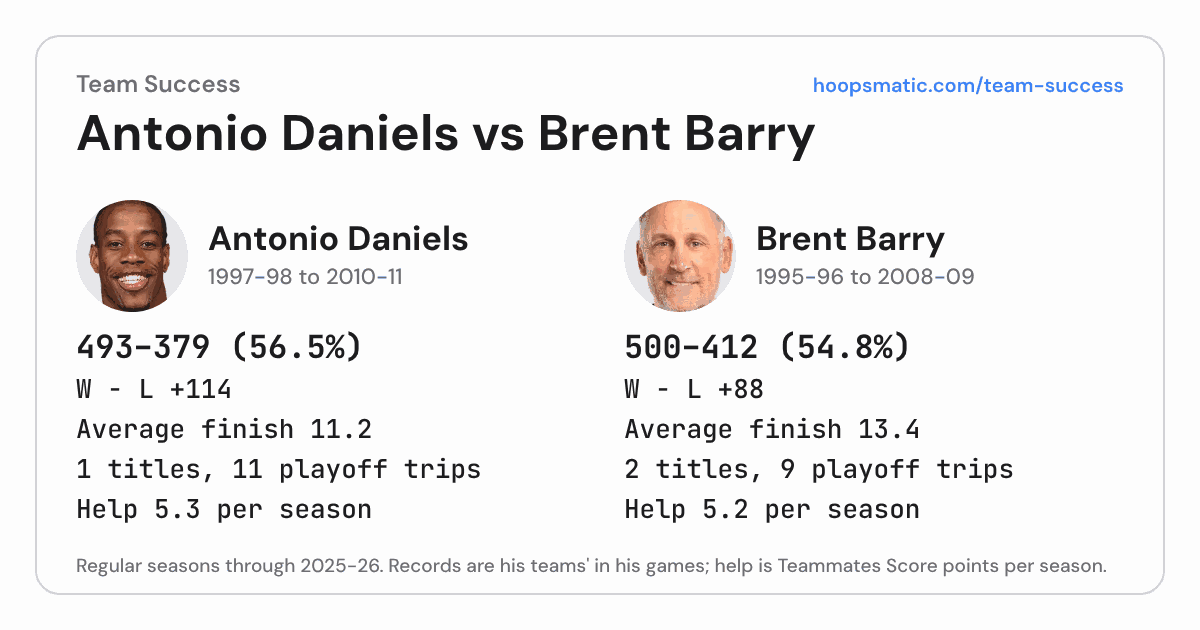 Team Success
hoopsmatic.com/team-success
Antonio Daniels vs Brent Barry
Antonio Daniels
1997-98 to 2010-11
493-379 (56.5%)
W - L +114
Average finish 11.2
1 titles, 11 playoff trips
Help 5.3 per season
Brent Barry
1995-96 to 2008-09
500-412 (54.8%)
W - L +88
Average finish 13.4
2 titles, 9 playoff trips
Help 5.2 per season
Regular seasons through 2025-26. Records are his teams' in his games; help is Teammates Score points per season.